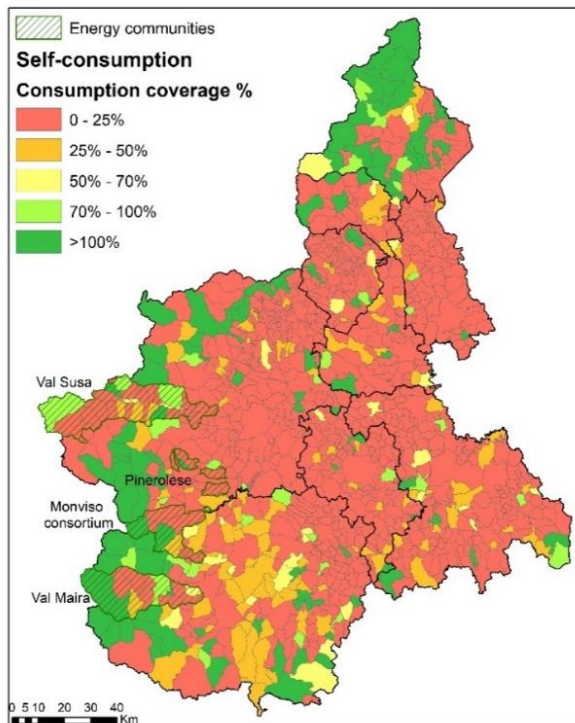 Energy communities
Self-consumption
Consumption coverage %
0 - 25%
25% - 50%
50% - 70%
70% - 100%
>100%
Val Susa
Pinerolese
Monviso
consortium
Val Maira
0 5 10 20 30 40
Km